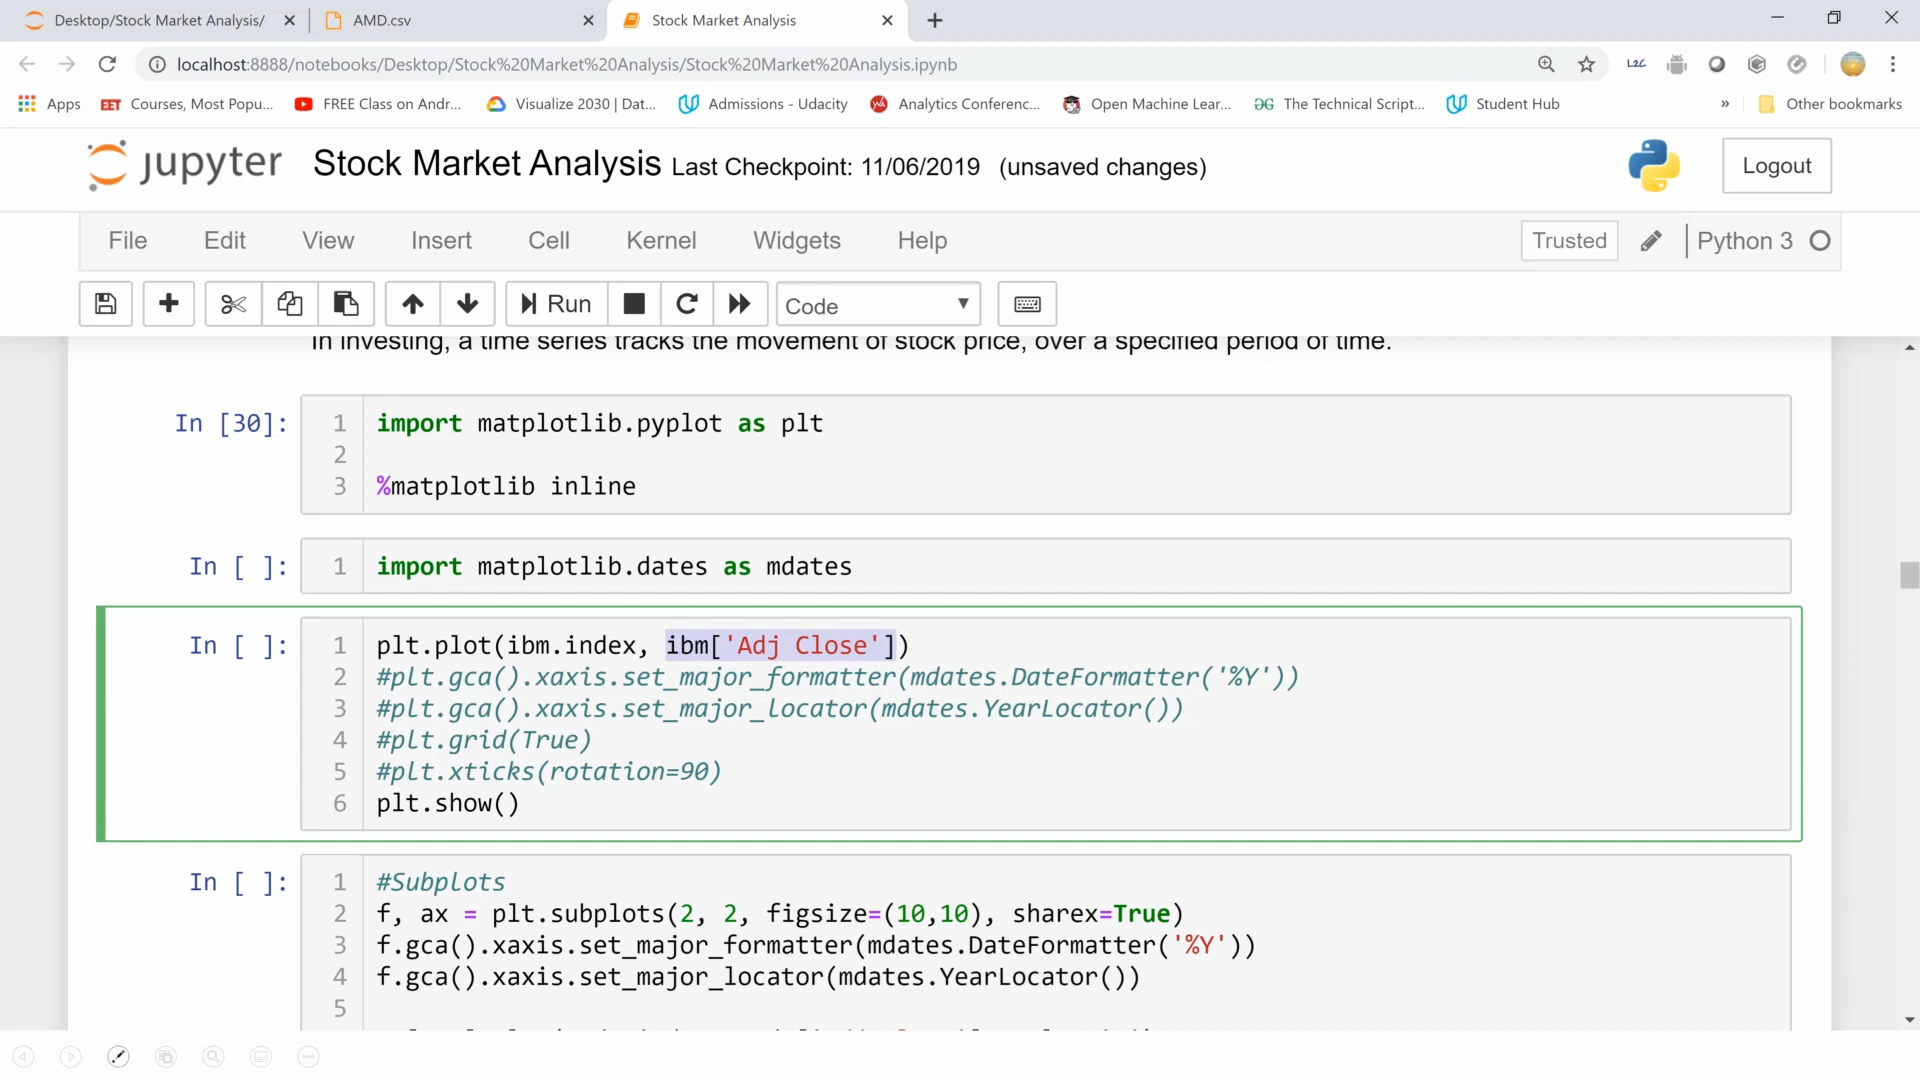 Desktop/Stock Market Analysis/
AMD.csv
Stock Market Analysis
localhost:8888/notebooks/Desktop/Stock%20Market%20Analysis/Stock%20Market%20Analysis.ipynb
Apps
EET Courses, Most Popu...
FREE Class on Andr...
Visualize 2030 | Dat...
Admissions - Udacity
Analytics Conferenc...
Open Machine Lear...
The Technical Script...
Student Hub
»
Other bookmarks
jupyter Stock Market Analysis Last Checkpoint: 11/06/2019 (unsaved changes)
Logout
File Edit View Insert Cell Kernel Widgets Help
Trusted
Python 3
Run
Code
In investing, a time series tracks the movement of stock price, over a specified period of time.
In [30]:
1 import matplotlib.pyplot as plt
2
3 %matplotlib inline
In [ ]:
1 import matplotlib.dates as mdates
In [ ]:
1 plt.plot(ibm.index, ibm['Adj Close'])
2 #plt.gca().xaxis.set_major_formatter(mdates.DateFormatter('%Y'))
3 #plt.gca().xaxis.set_major_locator(mdates.YearLocator())
4 #plt.grid(True)
5 #plt.xticks(rotation=90)
6 plt.show()
In [ ]:
1 #Subplots
2 f, ax = plt.subplots(2, 2, figsize=(10,10), sharex=True)
3 f.gca().xaxis.set_major_formatter(mdates.DateFormatter('%Y'))
4 f.gca().xaxis.set_major_locator(mdates.YearLocator())
5